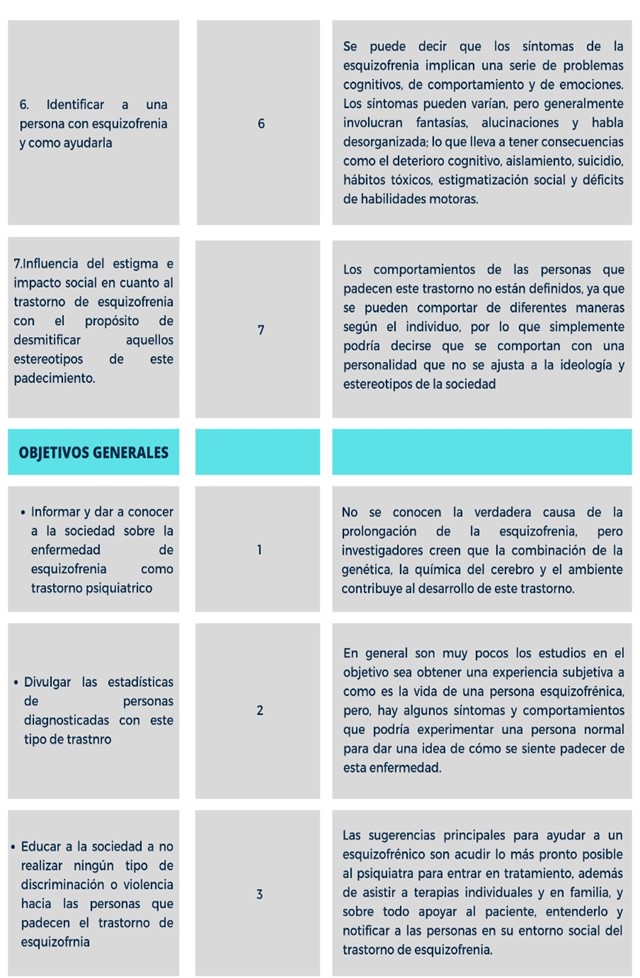 6. Identificar a una
persona con esquizofrenia
y como ayudarla
6
Se puede decir que los síntomas de la
esquizofrenia implican una serie de problemas
cognitivos, de comportamiento y de emociones.
Los síntomas pueden varían, pero generalmente
involucran fantasías, alucinaciones y habla
desorganizada; lo que lleva a tener consecuencias
como el deterioro cognitivo, aislamiento, suicidio,
hábitos tóxicos, estigmatización social y déficits
de habilidades motoras.
7.Influencia del estigma e
impacto social en cuanto al
trastorno de esquizofrenia
con el propósito de
desmitificar aquellos
estereotipos de este
padecimiento.
7
Los comportamientos de las personas que
padecen este trastorno no están definidos, ya que
se pueden comportar de diferentes maneras
según el individuo, por lo que simplemente
podría decirse que se comportan con una
personalidad que no se ajusta a la ideología y
estereotipos de la sociedad
OBJETIVOS GENERALES
• Informar y dar a conocer
a la sociedad sobre la
enfermedad de
esquizofrenia como
trastorno psiquiatrico
1
No se conocen la verdadera causa de la
prolongación de la esquizofrenia, pero
investigadores creen que la combinación de la
genética, la química del cerebro y el ambiente
contribuye al desarrollo de este trastorno.
• Divulgar las estadísticas
de personas
diagnosticadas con este
tipo de trastnro
2
En general son muy pocos los estudios en el
objetivo sea obtener una experiencia subjetiva a
como es la vida de una persona esquizofrénica,
pero, hay algunos síntomas y comportamientos
que podría experimentar una persona normal
para dar una idea de cómo se siente padecer de
esta enfermedad.
• Educar a la sociedad a no
realizar ningún tipo de
discriminación o violencia
hacia las personas que
padecen el trastorno de
esquizofrnia
3
Las sugerencias principales para ayudar a un
esquizofrénico son acudir lo más pronto posible
al psiquiatra para entrar en tratamiento, además
de asistir a terapias individuales y en familia, y
sobre todo apoyar al paciente, entenderlo y
notificar a las personas en su entorno social del
trastorno de esquizofrenia.